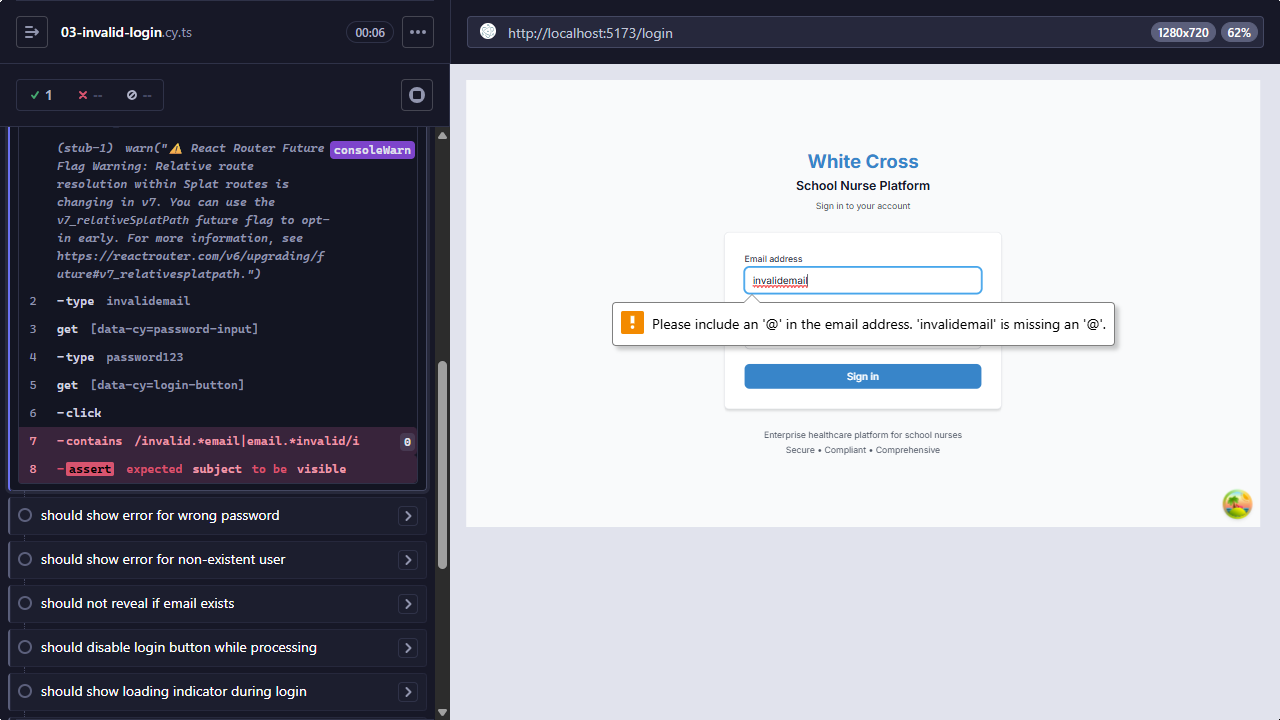 03-invalid-login.cy.ts
00:06
http://localhost:5173/login
1280x720
62%
1
--
--
(stub-1) warn("⚠️ React Router Future
consoleWarn
Flag Warning: Relative route
resolution within Splat routes is
changing in v7. You can use the
v7_relativeSplatPath future flag to opt-
in early. For more information, see
https://reactrouter.com/v6/upgrading/f
uture#v7_relativesplatpath.")
2 -type invalidemail
3 get [data-cy=password-input]
4 -type password123
5 get [data-cy=login-button]
6 -click
7 -contains /invalid.*email|email.*invalid/i 0
8 -assert expected subject to be visible
should show error for wrong password
should show error for non-existent user
should not reveal if email exists
should disable login button while processing
should show loading indicator during login
White Cross
School Nurse Platform
Sign in to your account
Email address
invalidemail
Please include an '@' in the email address. 'invalidemail' is missing an '@'.
Sign in
Enterprise healthcare platform for school nurses
Secure • Compliant • Comprehensive